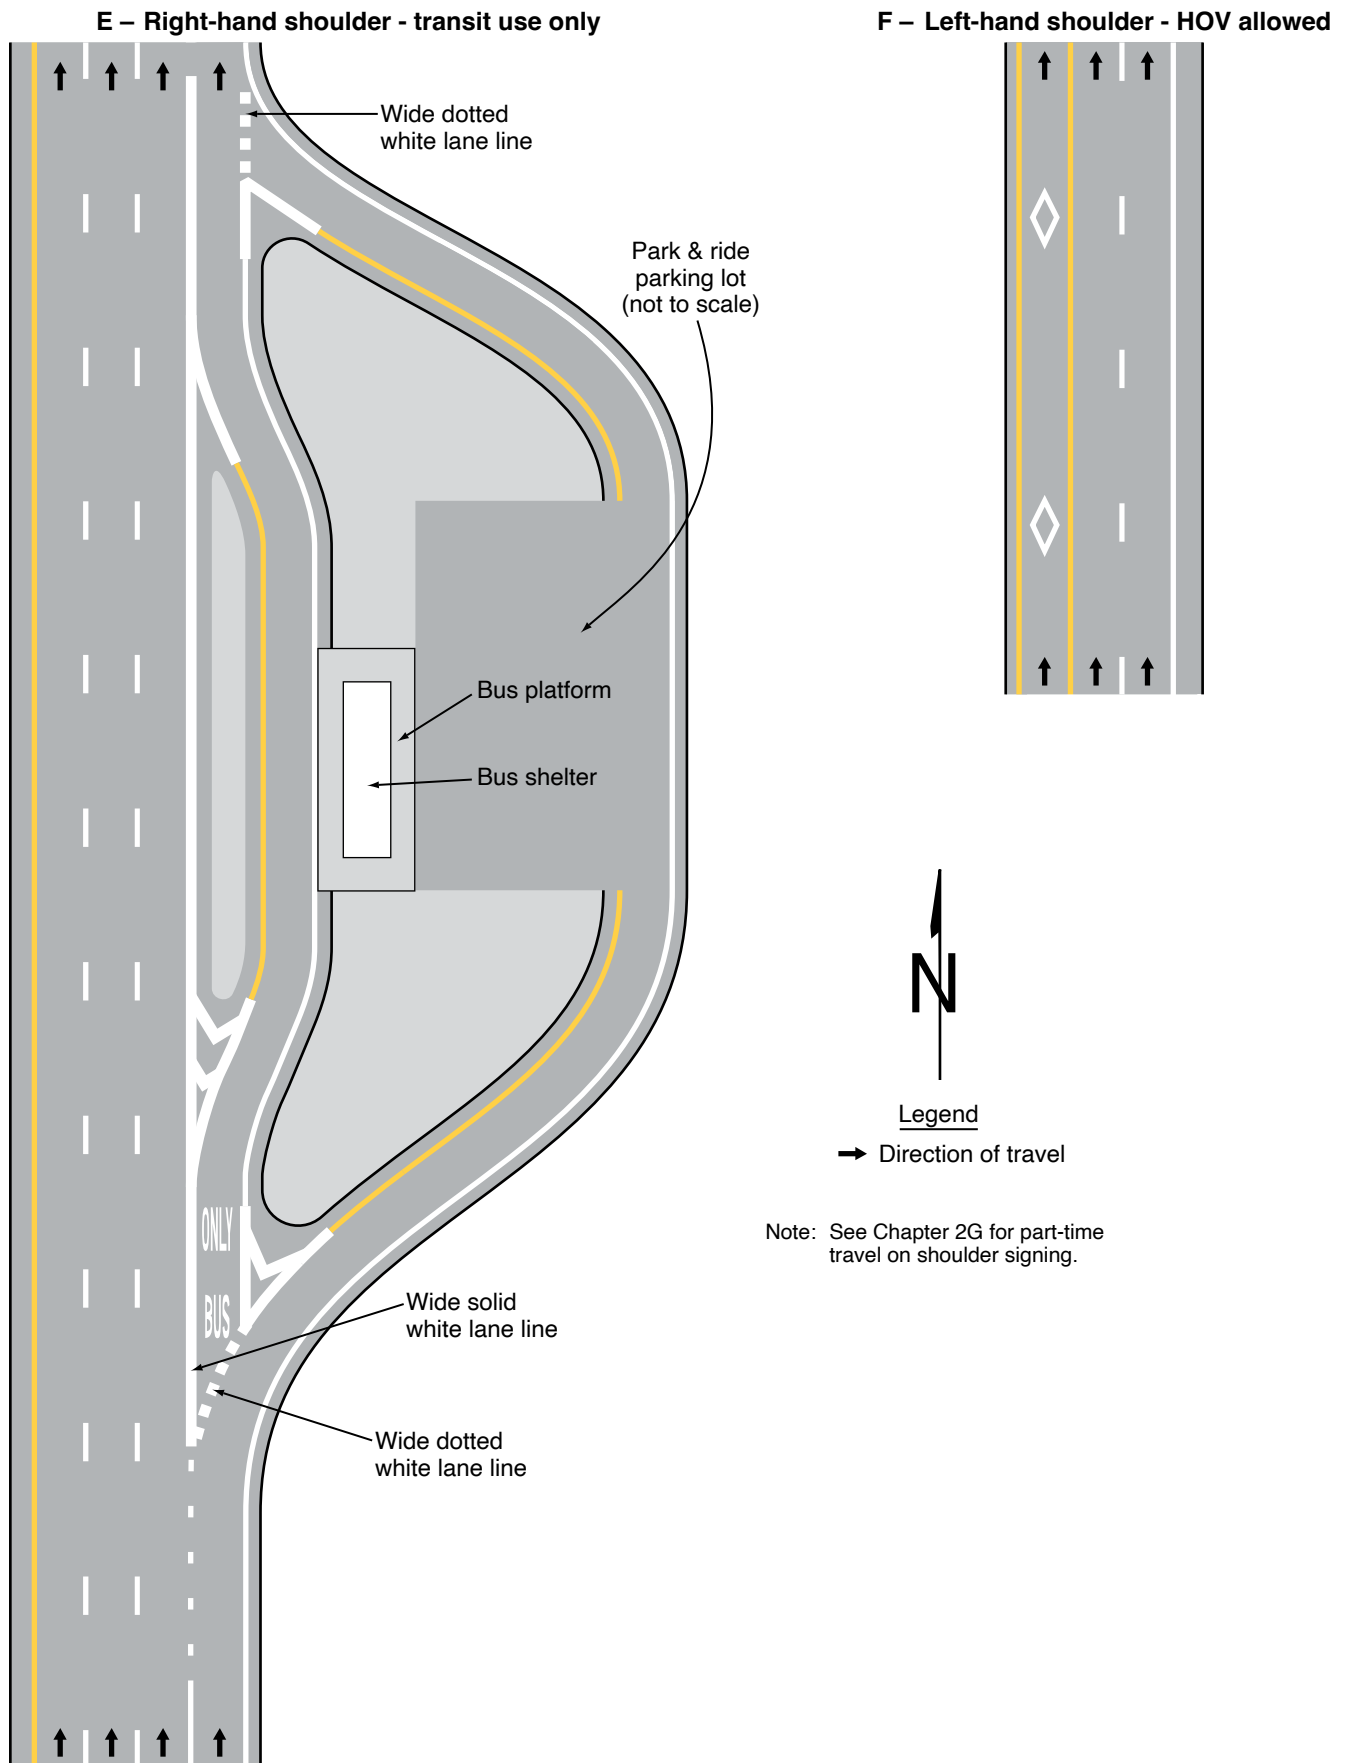 E – Right-hand shoulder - transit use only
F – Left-hand shoulder - HOV allowed
Wide dotted
white lane line
Park & ride
parking lot
(not to scale)
Bus platform
Bus shelter
N
Legend
Direction of travel
Note: See Chapter 2G for part-time
travel on shoulder signing.
ONLY
BUS
Wide solid
white lane line
Wide dotted
white lane line